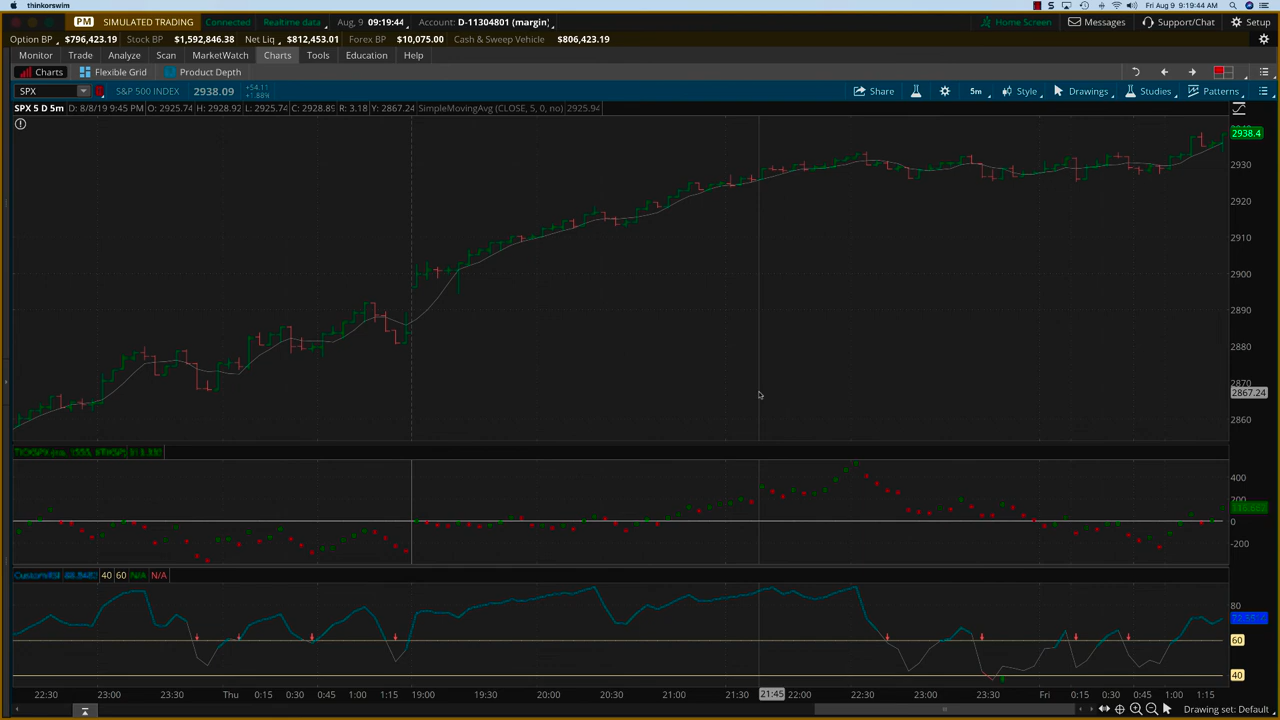 thinkorswim Fri Aug 9 9:19:44 AM
PM SIMULATED TRADING Connected Realtime data Aug, 9 09:19:44 Account: D-11304801 (margin) Home Screen Messages Support/Chat Setup
Option BP $796,423.19 Stock BP $1,592,846.38 Net Liq $812,453.01 Forex BP $10,075.00 Cash & Sweep Vehicle $806,423.19
Monitor Trade Analyze Scan MarketWatch Charts Tools Education Help
Charts Flexible Grid Product Depth
SPX S&P 500 INDEX 2938.09 +54.11 Share 5m Style Drawings Studies Patterns
+1.88%
SPX 5 D 5m D: 8/8/19 9:45 PM O: 2925.74 H: 2928.92 L: 2925.74 C: 2928.89 R: 3.18 Y: 2867.24 SimpleMovingAvg (CLOSE, 5, 0, no) 2925.94
2938.4
2930
2920
2910
2900
2890
2880
2870
2867.24
2860
400
200
0
-200
CustomRSI 40 60 N/A N/A
80
60
40
22:30 23:00 23:30 Thu 0:15 0:30 0:45 1:00 1:15 19:00 19:30 20:00 20:30 21:00 21:30 21:45 22:00 22:30 23:00 23:30 Fri 0:15 0:30 0:45 1:00 1:15
Drawing set: Default